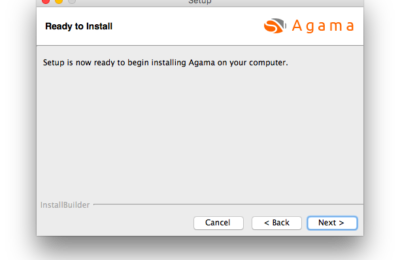 Setup
Ready to Install
Agama
Setup is now ready to begin installing Agama on your computer.
InstallBuilder
Cancel
< Back
Next >